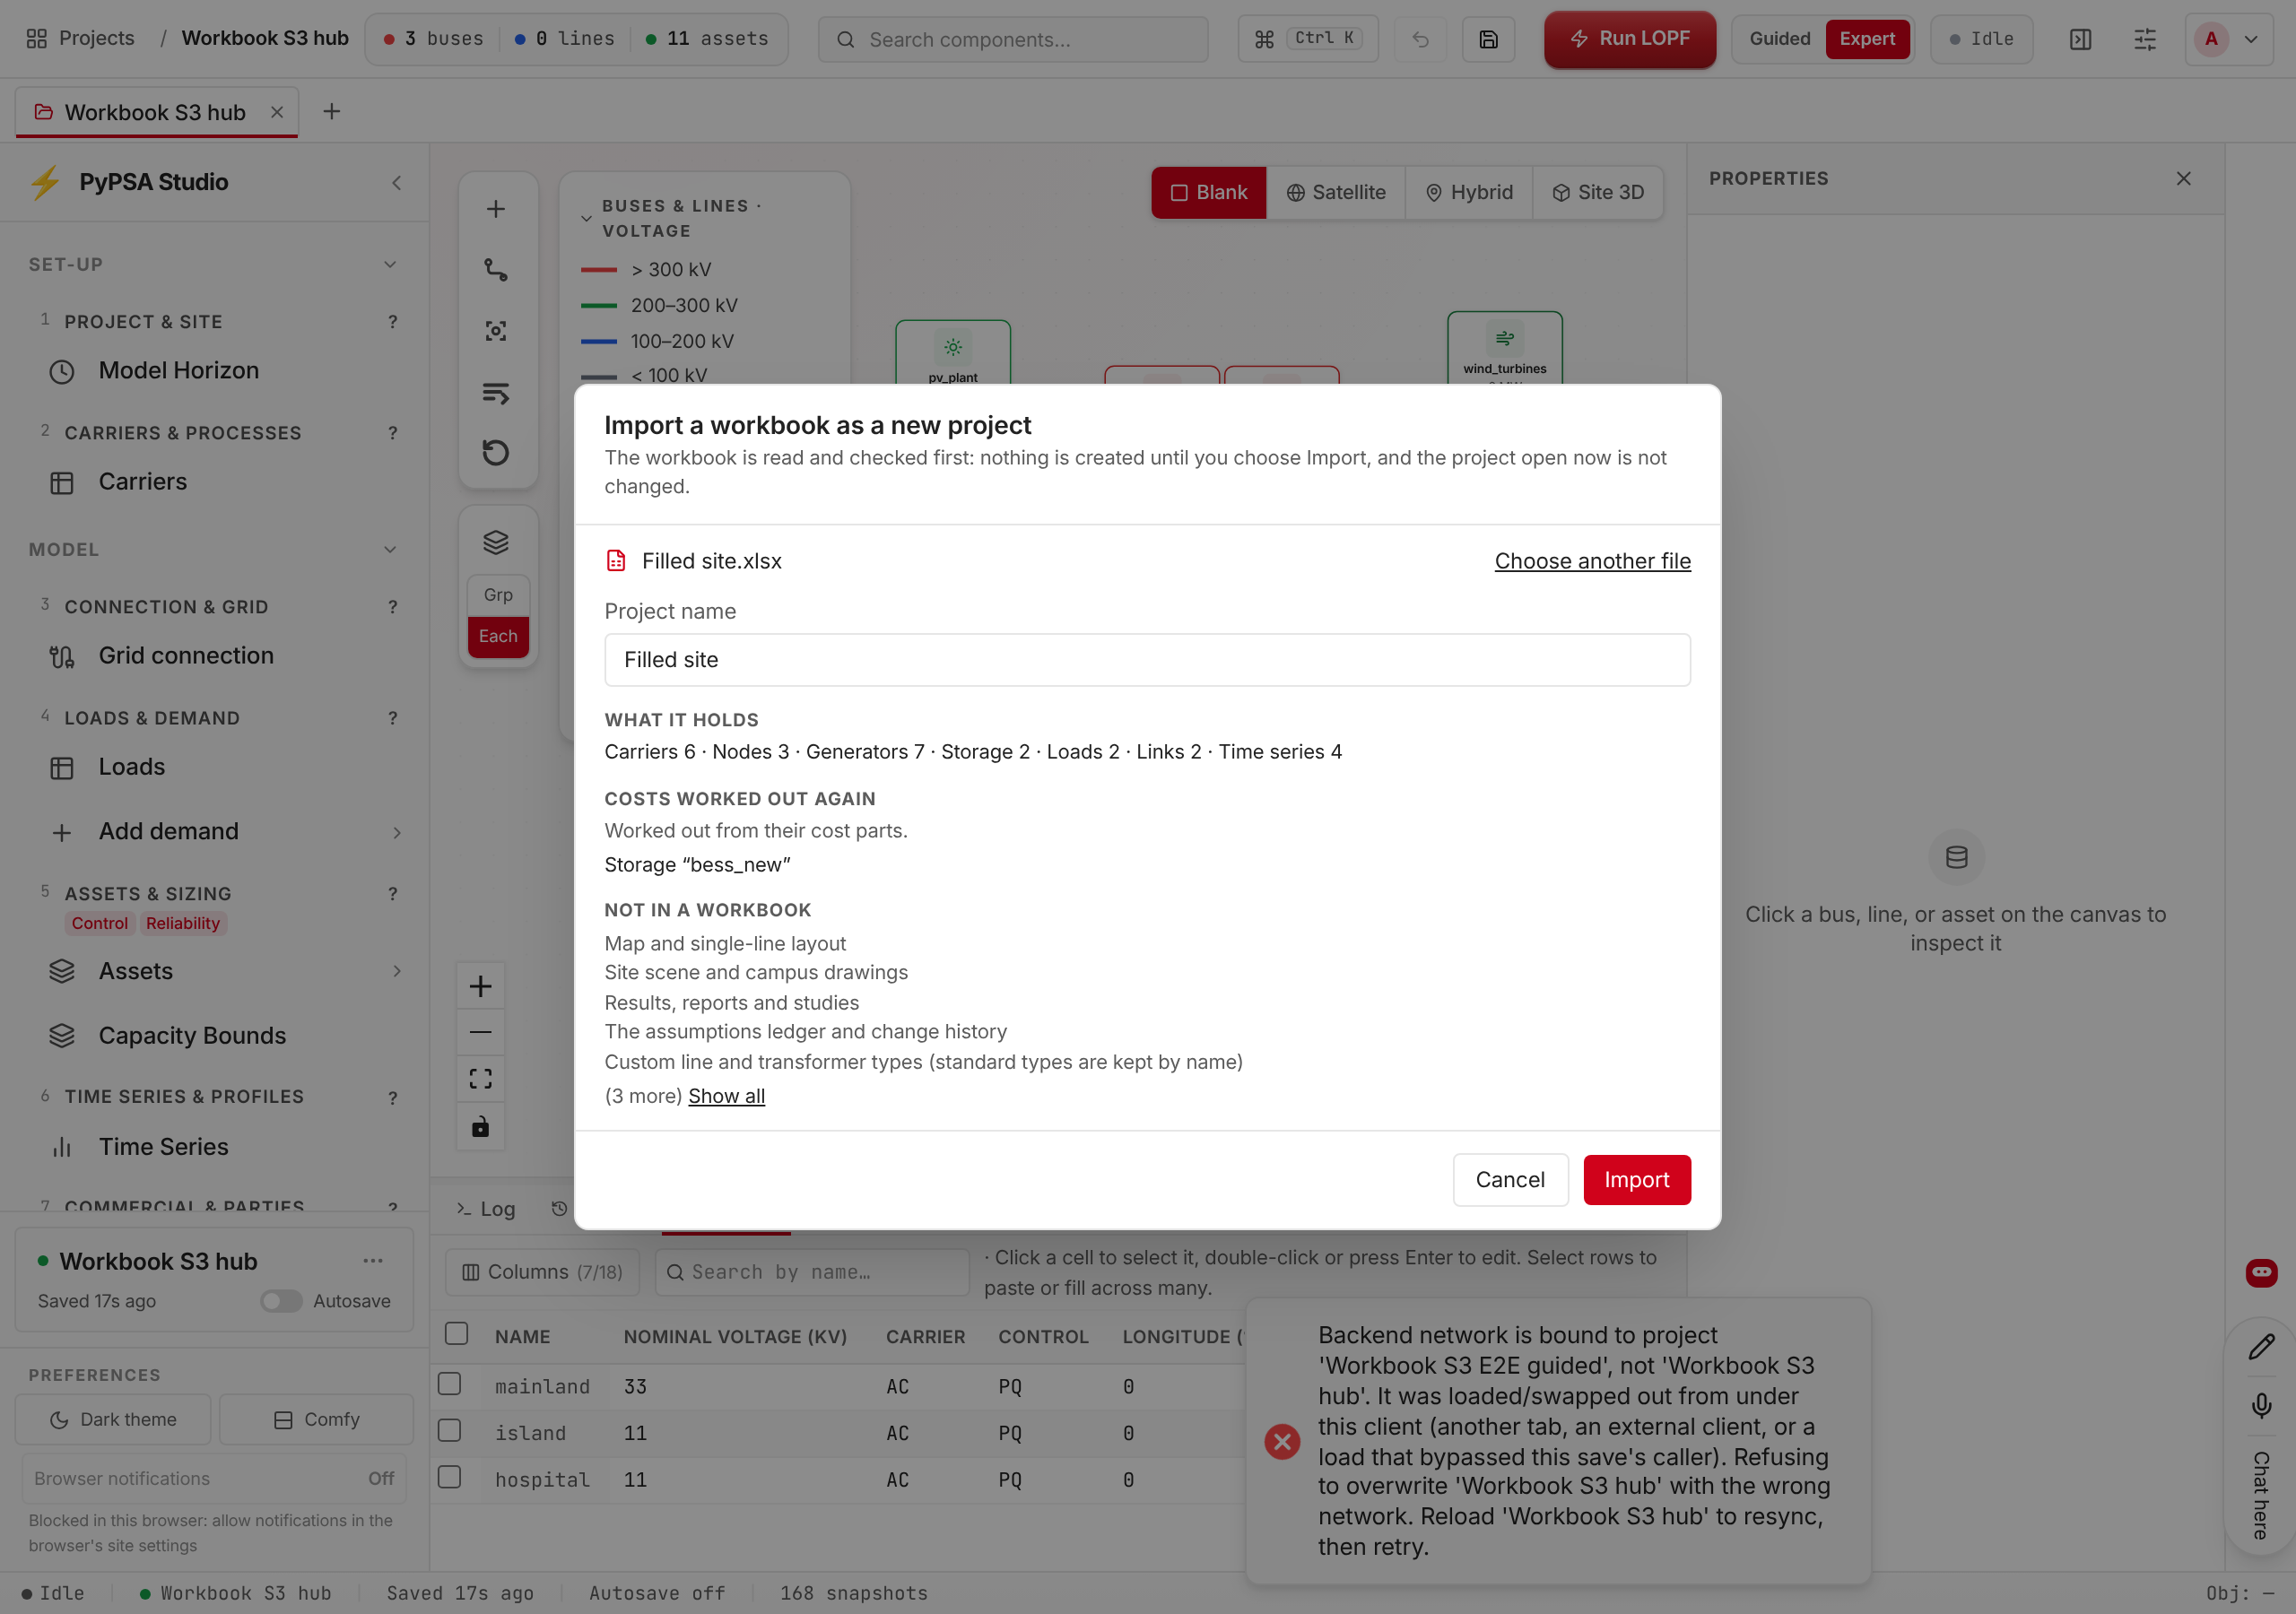 Projects / Workbook S3 hub
3 buses
0 lines
11 assets
Search components...
Ctrl K
Run LOPF
Guided
Expert
Idle
A
Workbook S3 hub
PyPSA Studio
SET-UP
1 PROJECT & SITE ?
Model Horizon
2 CARRIERS & PROCESSES ?
Carriers
MODEL
3 CONNECTION & GRID ?
Grid connection
4 LOADS & DEMAND ?
Loads
Add demand
5 ASSETS & SIZING ?
Control
Reliability
Assets
Capacity Bounds
6 TIME SERIES & PROFILES ?
Time Series
7 COMMERCIAL & PARTIES ?
Workbook S3 hub
Saved 17s ago
Autosave
PREFERENCES
Dark theme
Comfy
Browser notifications
Off
Blocked in this browser: allow notifications in the
browser's site settings
Grp
Each
BUSES & LINES ·
VOLTAGE
> 300 kV
200–300 kV
100–200 kV
< 100 kV
Blank
Satellite
Hybrid
Site 3D
pv_plant
wind_turbines
PROPERTIES
Click a bus, line, or asset on the canvas to
inspect it
Import a workbook as a new project
The workbook is read and checked first: nothing is created until you choose Import, and the project open now is not
changed.
Filled site.xlsx
Choose another file
Project name
Filled site
WHAT IT HOLDS
Carriers 6 · Nodes 3 · Generators 7 · Storage 2 · Loads 2 · Links 2 · Time series 4
COSTS WORKED OUT AGAIN
Worked out from their cost parts.
Storage “bess_new”
NOT IN A WORKBOOK
Map and single-line layout
Site scene and campus drawings
Results, reports and studies
The assumptions ledger and change history
Custom line and transformer types (standard types are kept by name)
(3 more) Show all
Cancel
Import
Log
Columns (7/18)
Search by name…
· Click a cell to select it, double-click or press Enter to edit. Select rows to
paste or fill across many.
NAME NOMINAL VOLTAGE (KV) CARRIER CONTROL LONGITUDE (
mainland 33 AC PQ 0
island 11 AC PQ 0
hospital 11 AC PQ 0
Backend network is bound to project
'Workbook S3 E2E guided', not 'Workbook S3
hub'. It was loaded/swapped out from under
this client (another tab, an external client, or a
load that bypassed this save's caller). Refusing
to overwrite 'Workbook S3 hub' with the wrong
network. Reload 'Workbook S3 hub' to resync,
then retry.
Chat here
Idle
Workbook S3 hub
Saved 17s ago
Autosave off
168 snapshots
Obj: —